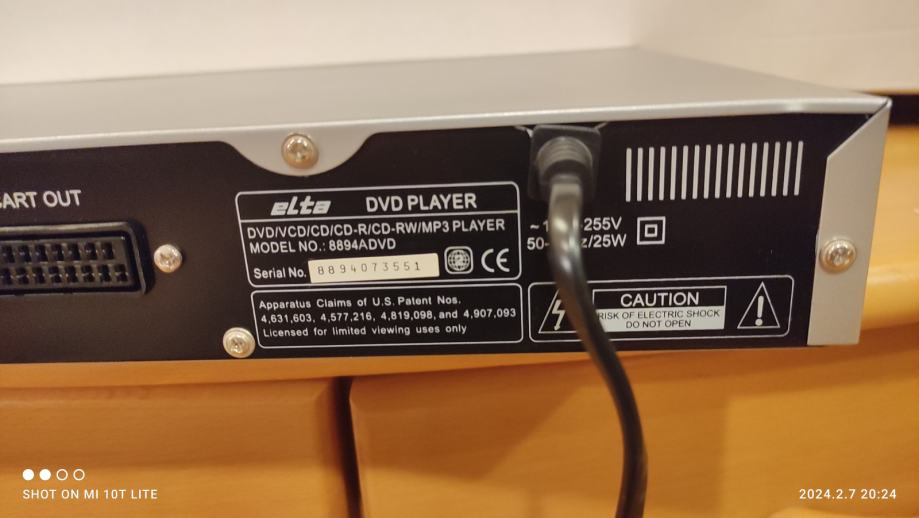 OUT
elta DVD PLAYER
DVD/VCD/CD/CD-R/CD-RW/MP3 PLAYER
MODEL NO.: 8894ADVD
Serial No. 8894073551
CE
Apparatus Claims of U.S. Patent Nos.
4,631,603, 4,577,216, 4,819,098, and 4,907,093
Licensed for limited viewing uses only
CAUTION
RISK OF ELECTRIC SHOCK
DO NOT OPEN
SHOT ON MI 10T LITE
2024.2.7 20:24